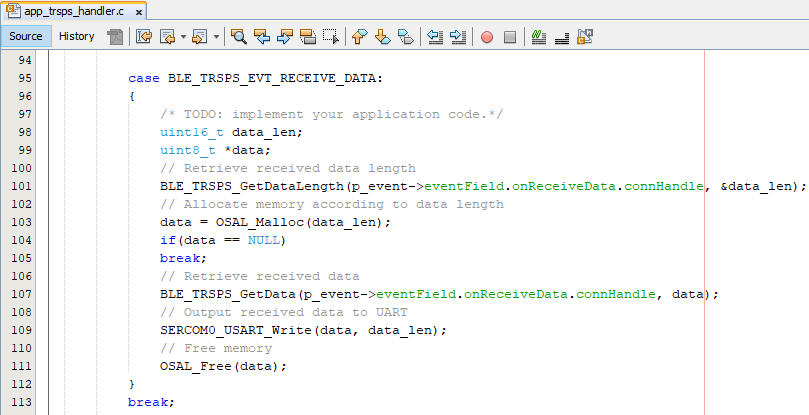 app_trsps_handler.c
Source History
94
95 case BLE_TRSPS_EVT_RECEIVE_DATA:
96 {
97 /* TODO: implement your application code.*/
98 uint16_t data_len;
99 uint8_t *data;
100 // Retrieve received data length
101 BLE_TRSPS_GetDataLength(p_event->eventField.onReceiveData.connHandle, &data_len);
102 // Allocate memory according to data length
103 data = OSAL_Malloc(data_len);
104 if(data == NULL)
105 break;
106 // Retrieve received data
107 BLE_TRSPS_GetData(p_event->eventField.onReceiveData.connHandle, data);
108 // Output received data to UART
109 SERCOM0_USART_Write(data, data_len);
110 // Free memory
111 OSAL_Free(data);
112 }
113 break;